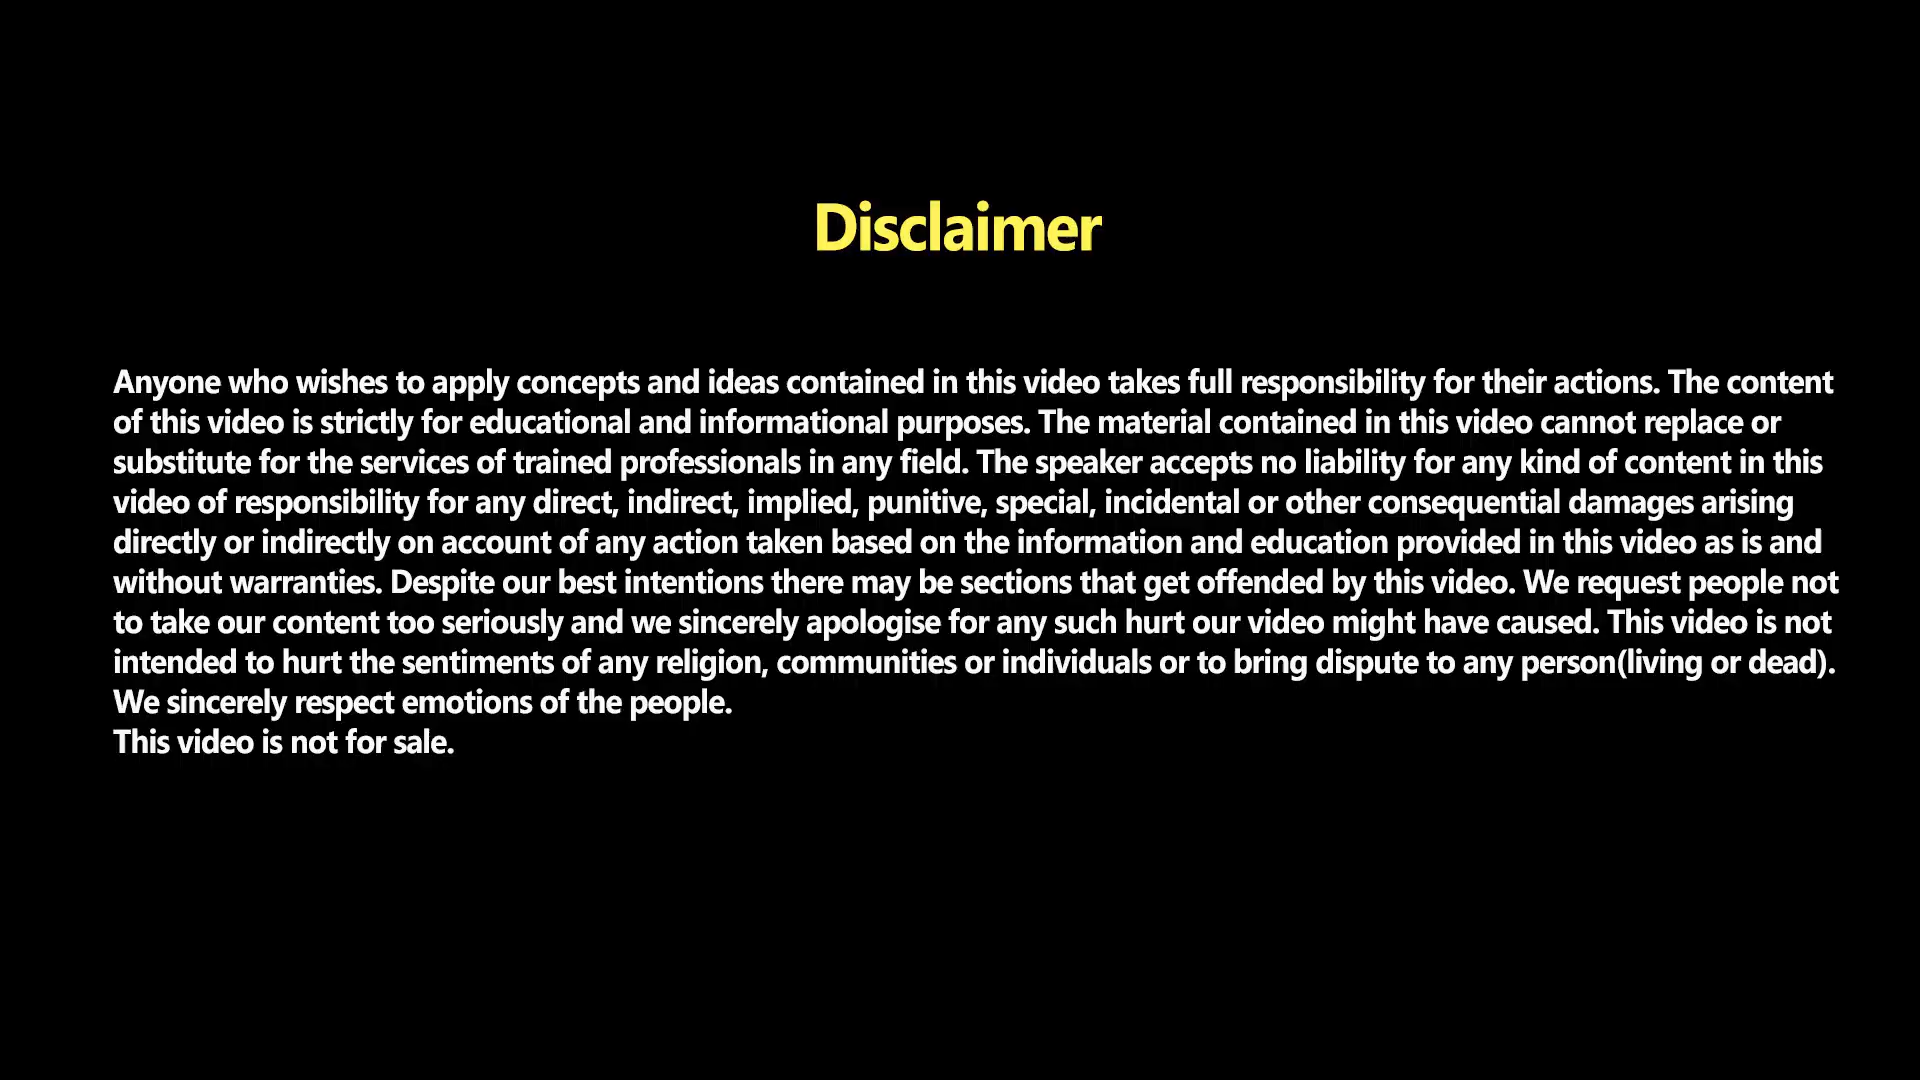 Disclaimer
Anyone who wishes to apply concepts and ideas contained in this video takes full responsibility for their actions. The content
of this video is strictly for educational and informational purposes. The material contained in this video cannot replace or
substitute for the services of trained professionals in any field. The speaker accepts no liability for any kind of content in this
video of responsibility for any direct, indirect, implied, punitive, special, incidental or other consequential damages arising
directly or indirectly on account of any action taken based on the information and education provided in this video as is and
without warranties. Despite our best intentions there may be sections that get offended by this video. We request people not
to take our content too seriously and we sincerely apologise for any such hurt our video might have caused. This video is not
intended to hurt the sentiments of any religion, communities or individuals or to bring dispute to any person(living or dead).
We sincerely respect emotions of the people.
This video is not for sale.